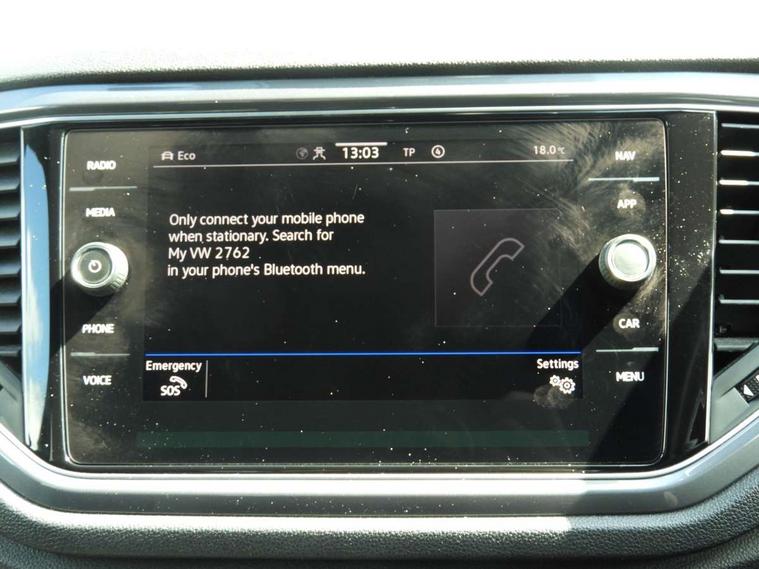 RADIO
MEDIA
PHONE
VOICE
Eco
13:03
TP
4
18.0°C
Only connect your mobile phone
when stationary. Search for
My VW 2762
in your phone's Bluetooth menu.
Emergency
SOS
Settings
NAV
APP
CAR
MENU